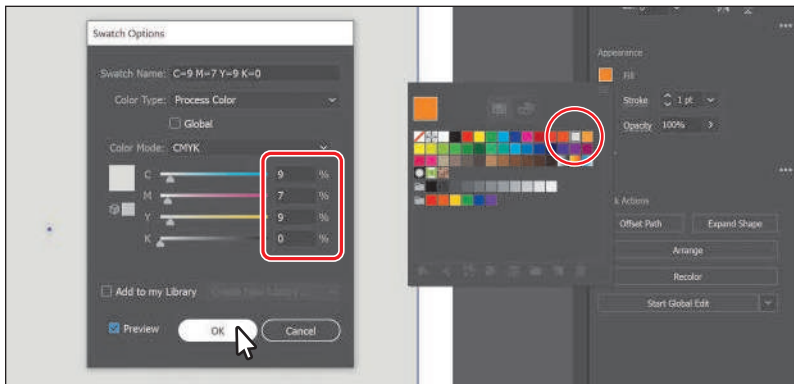 Swatch Options
Swatch Name: C=9 M=7 Y=9 K=0
Color Type: Process Color
Global
Color Mode: CMYK
C 9 %
M 7 %
Y 9 %
K 0 %
Add to my Library
Preview
OK
Cancel
Appearance
Fill
Stroke 1 pt
Opacity 100%
Actions
Offset Path
Expand Shape
Arrange
Recolor
Start Global Edit